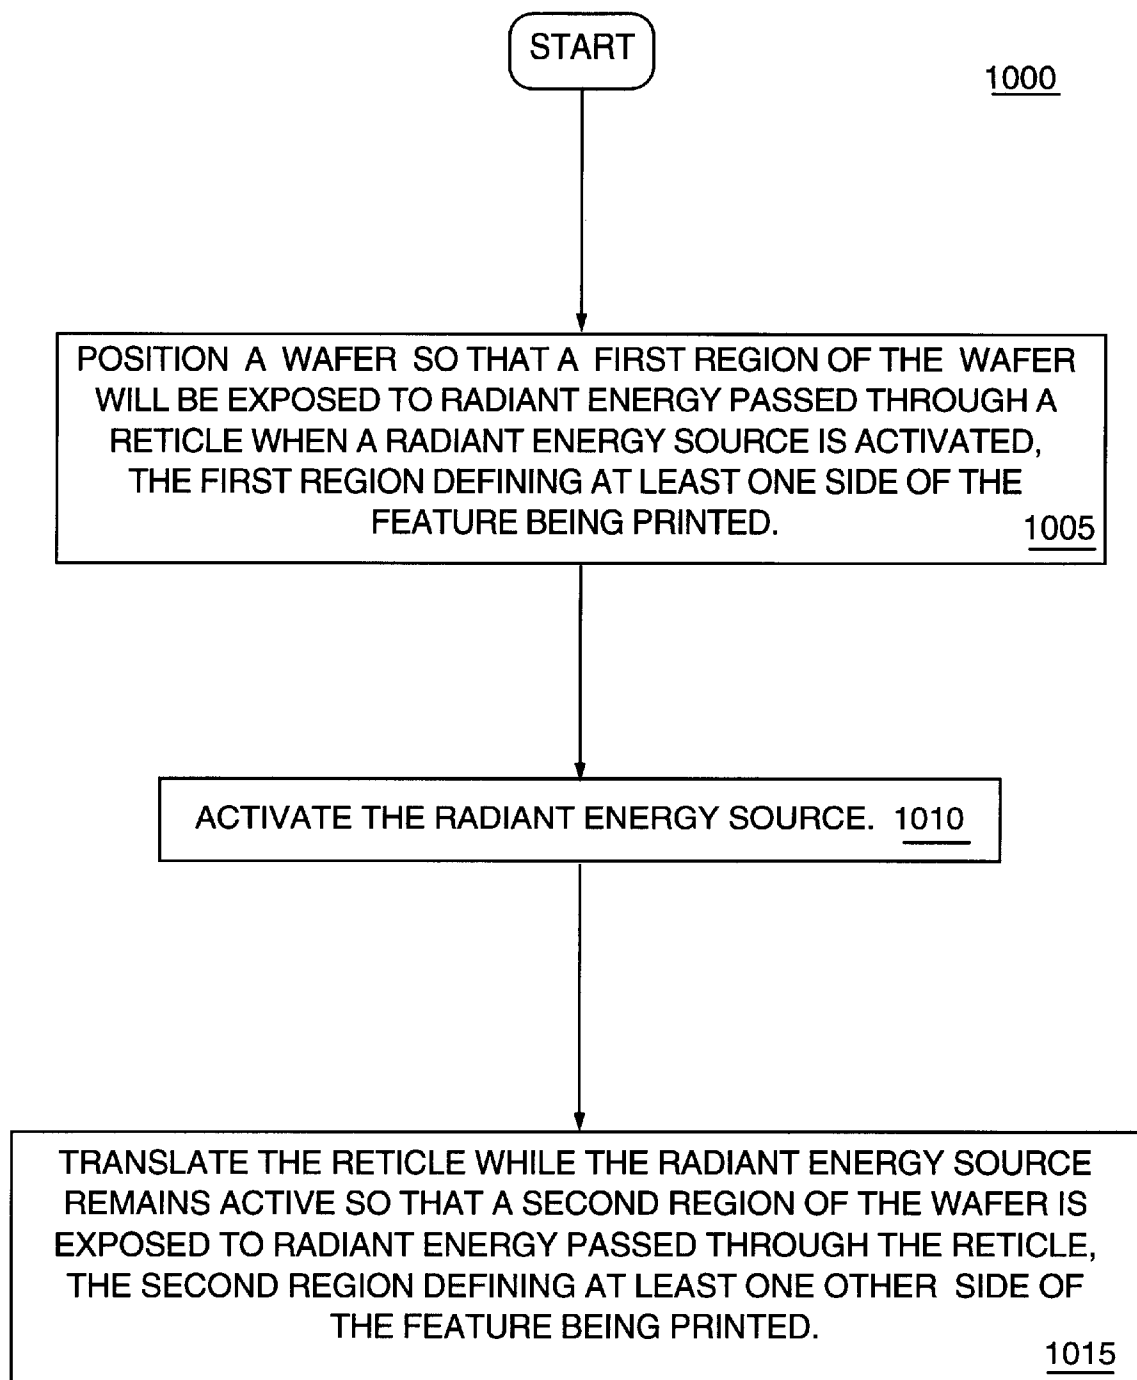 START
1000
POSITION A WAFER SO THAT A FIRST REGION OF THE WAFER
WILL BE EXPOSED TO RADIANT ENERGY PASSED THROUGH A
RETICLE WHEN A RADIANT ENERGY SOURCE IS ACTIVATED,
THE FIRST REGION DEFINING AT LEAST ONE SIDE OF THE
FEATURE BEING PRINTED.
1005
ACTIVATE THE RADIANT ENERGY SOURCE. 1010
TRANSLATE THE RETICLE WHILE THE RADIANT ENERGY SOURCE
REMAINS ACTIVE SO THAT A SECOND REGION OF THE WAFER IS
EXPOSED TO RADIANT ENERGY PASSED THROUGH THE RETICLE,
THE SECOND REGION DEFINING AT LEAST ONE OTHER SIDE OF
THE FEATURE BEING PRINTED.
1015